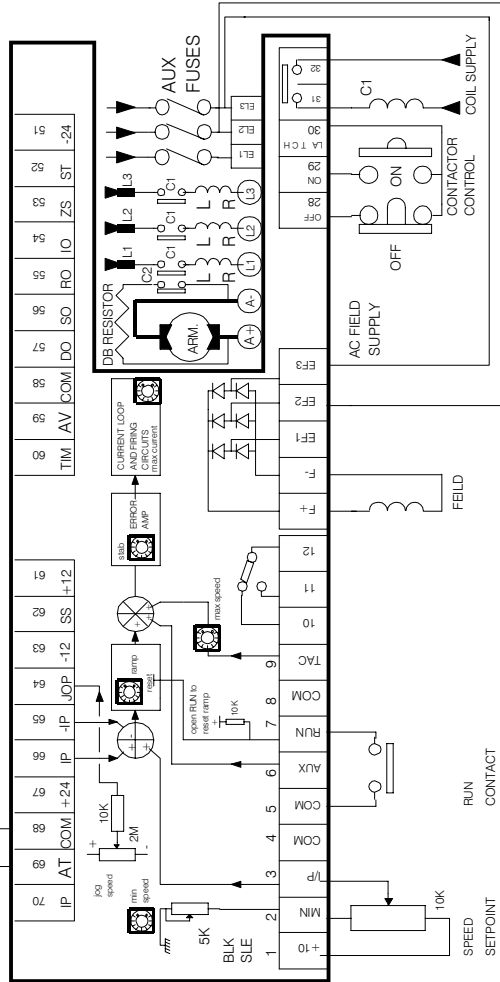 70 69 68 67 66 65 64 63 62 61
IP AT COM +24 IP -IP JOP -12 SS +12
60 59 58 57 56 55 54 53 52 51
TIM AV COM DO SO RO IO ZS ST -24
jog
speed
+
-
10K
2M
min
speed
5K
BLK
SLE
+
-
+
+
ramp
reset
open RUN to
reset ramp
+
10K
+
+
+
+
max speed
stab
ERROR
AMP
CURRENT LOOP
AND FIRING
CIRCUITS
max current
DB RESISTOR
C2
ARM.
A+
A-
L1
L2
L3
C1
C1
C1
L
R
L
R
L
R
L1
L2
L3
AUX
FUSES
EL1
EL2
EL3
1 2 3 4 5 6 7 8 9 10 11 12
+10 MIN I/P COM COM AUX RUN COM TAC
F+ F- EF1 EF2 EF3
28 29 30 31 32
OFF ON LA TCH
SPEED
SETPOINT
10K
RUN
CONTACT
FEILD
AC FIELD
SUPPLY
OFF
ON
CONTACTOR
CONTROL
C1
COIL SUPPLY